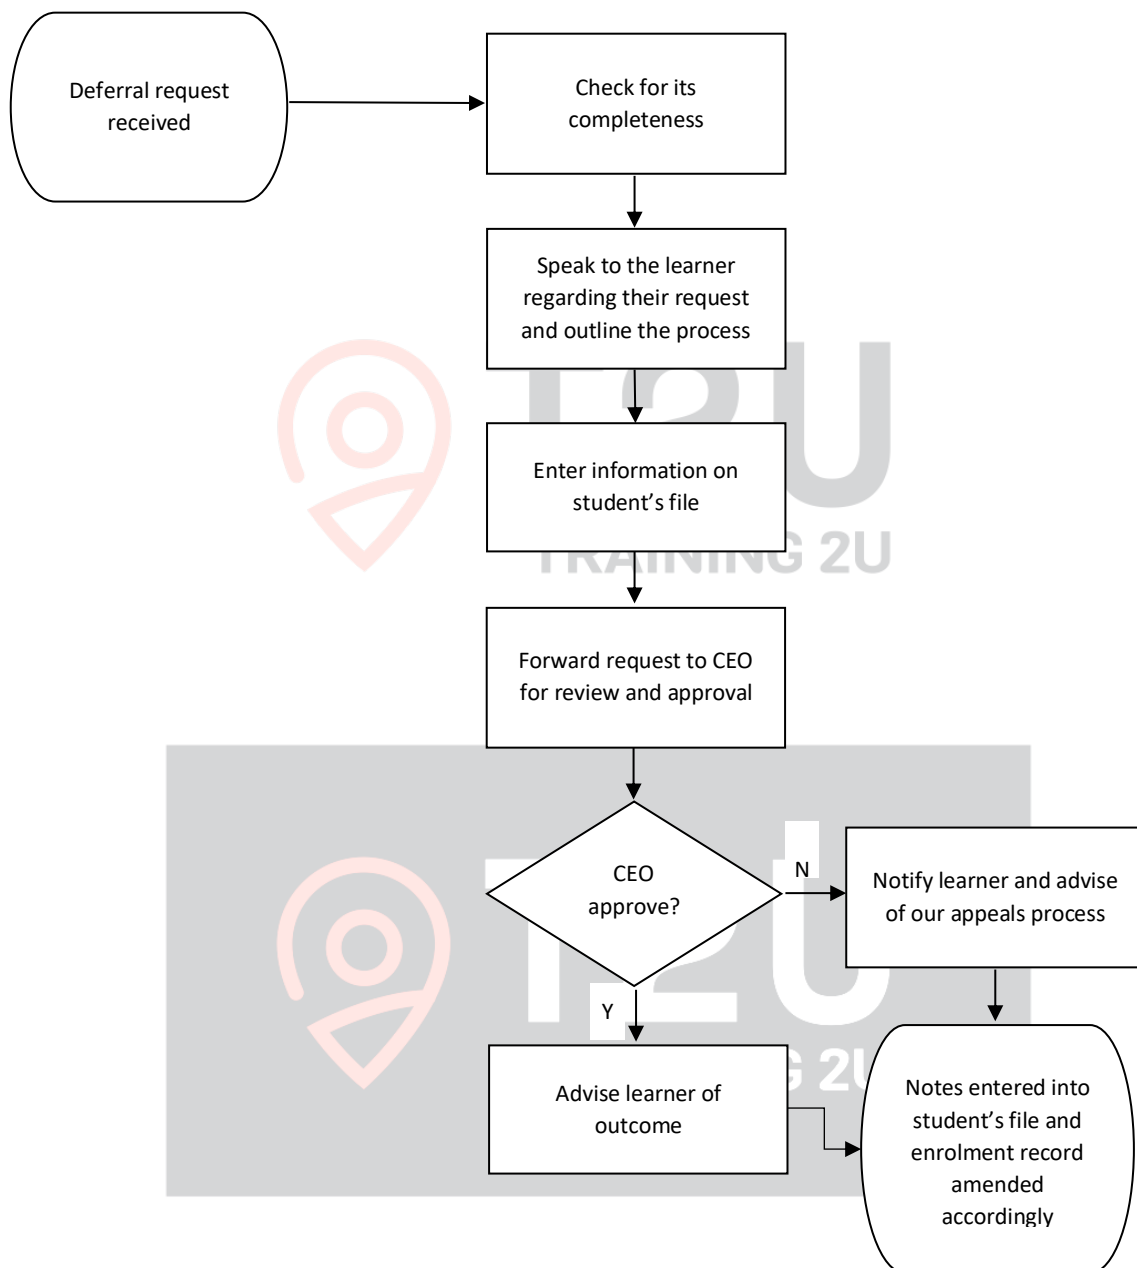 Deferral request
received
Check for its
completeness
Speak to the learner
regarding their request
and outline the process
T2U
Enter information on
student’s file
TRAINING 2U
Forward request to CEO
for review and approval
CEO
approve?
N
Notify learner and advise
of our appeals process
T2U
Y
Advise learner of
outcome
G 2U
Notes entered into
student’s file and
enrolment record
amended
accordingly